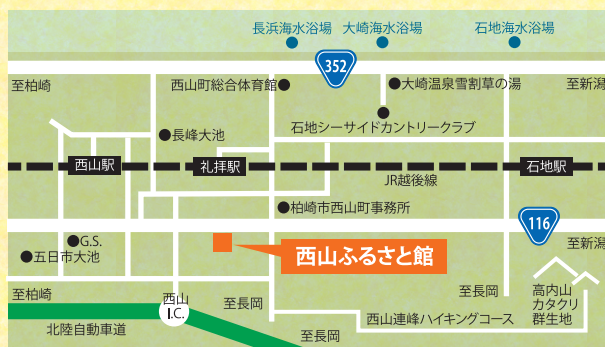 長浜海水浴場
大崎海水浴場
石地海水浴場
352
至柏崎
西山町総合体育館
大崎温泉雪割草の湯
至新潟
石地シーサイドカントリークラブ
長峰大池
西山駅
礼拝駅
石地駅
JR越後線
柏崎市西山町事務所
116
G.S.
五日市大池
西山ふるさと館
至新潟
至柏崎
西山
I.C.
至長岡
至長岡
高内山
カタクリ
群生地
北陸自動車道
西山連峰ハイキングコース
至長岡